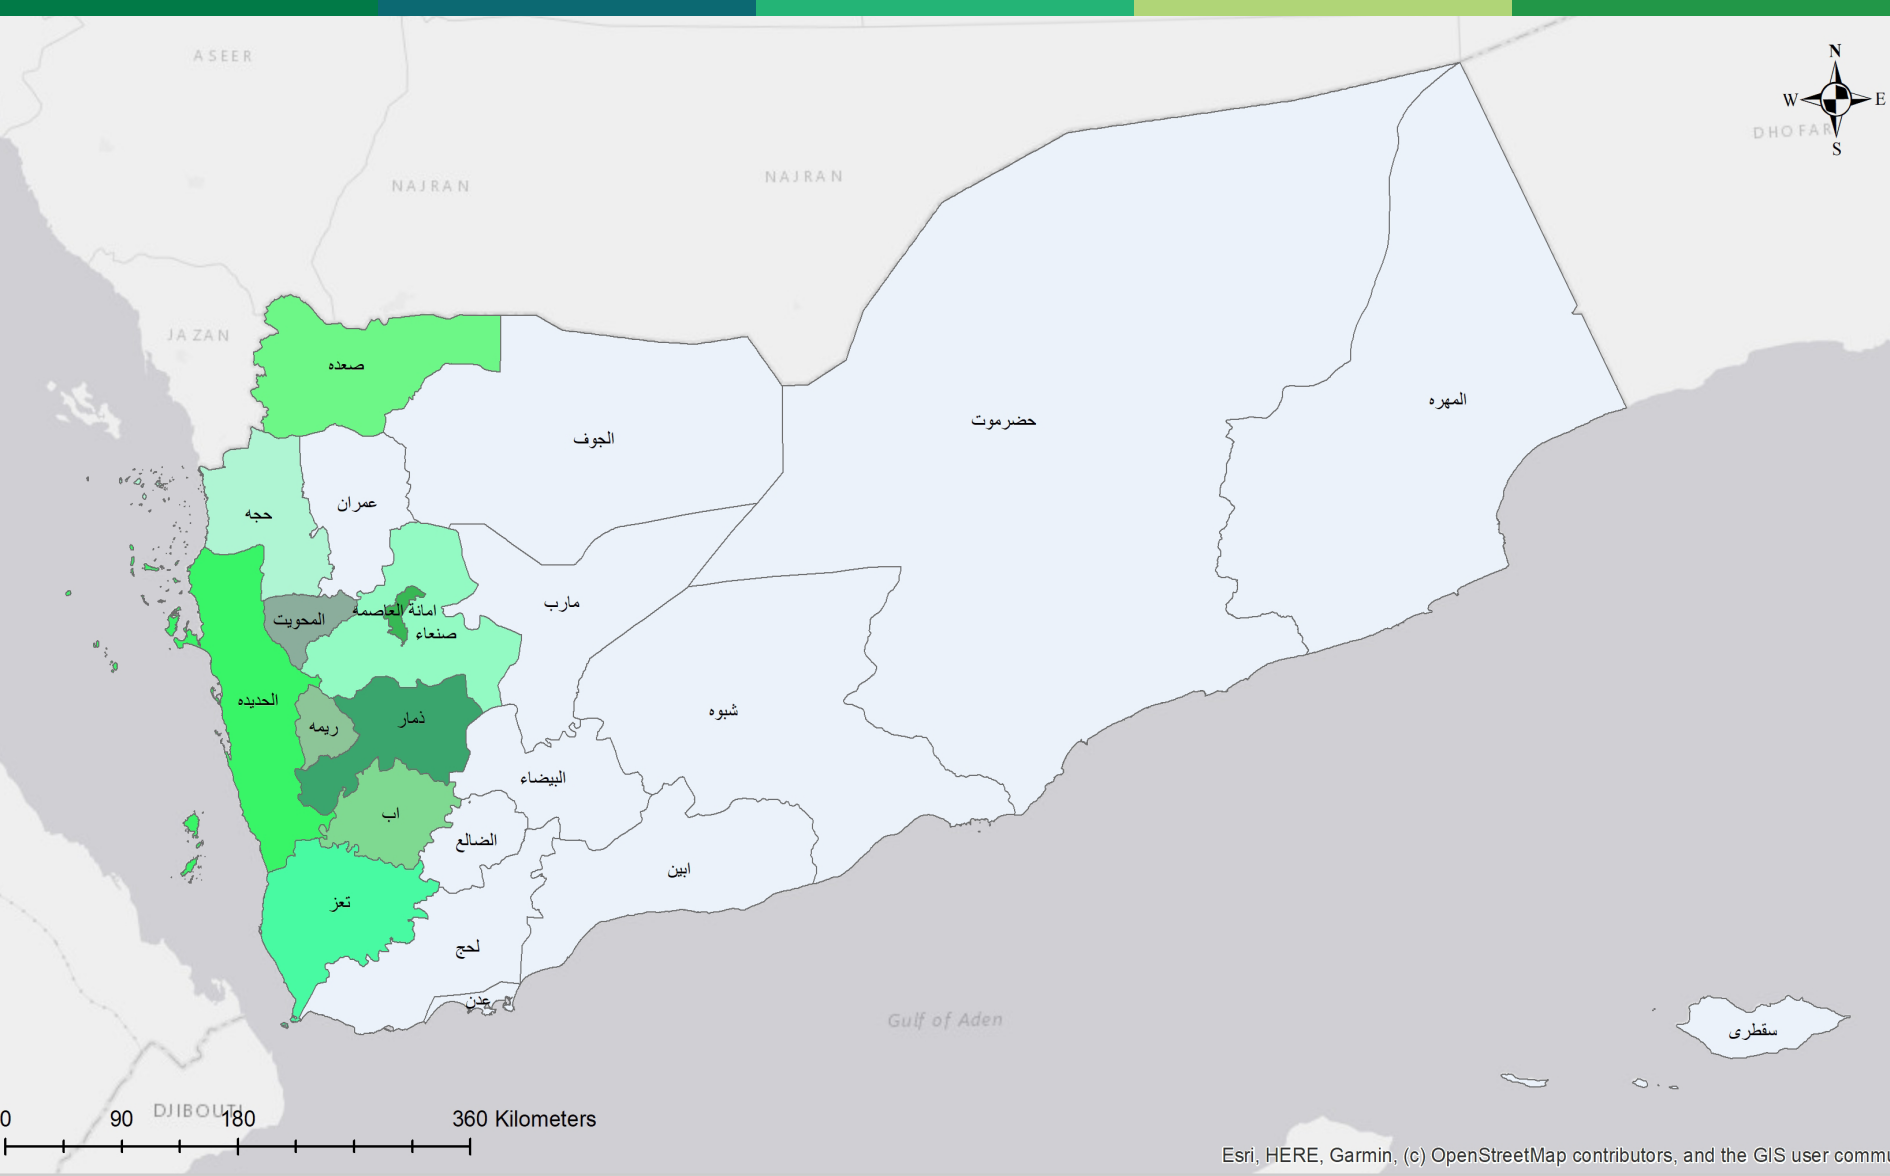 N
W
E
S
ASEER
DHOFAR
NAJRAN
NAJRAN
JAZAN
صعده
المهره
حضرموت
الجوف
عمران
حجه
مارب
امانة العاصمه
المحويت
صنعاء
الحديده
شبوه
ذمار
ريمه
البيضاء
اب
الضالع
ابين
تعز
لحج
عدن
Gulf of Aden
سقطرى
DJIBOUTI
0 90 180 360 Kilometers
Esri, HERE, Garmin, (c) OpenStreetMap contributors, and the GIS user commu